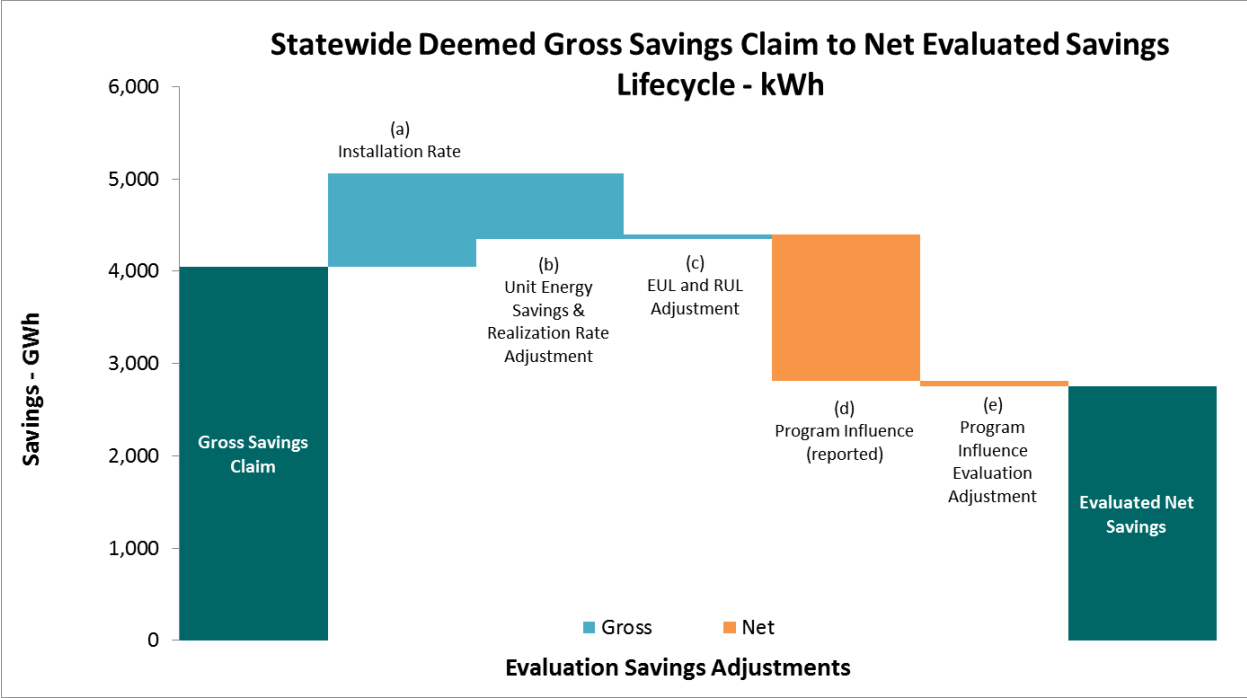 Statewide Deemed Gross Savings Claim to Net Evaluated Savings
Lifecycle - kWh
Savings - GWh
6,000
5,000
4,000
3,000
2,000
1,000
0
Gross Savings
Claim
(a)
Installation Rate
(b)
Unit Energy
Savings &
Realization Rate
Adjustment
(c)
EUL and RUL
Adjustment
(d)
Program Influence
(reported)
(e)
Program
Influence
Evaluation
Adjustment
Evaluated Net
Savings
Gross
Net
Evaluation Savings Adjustments